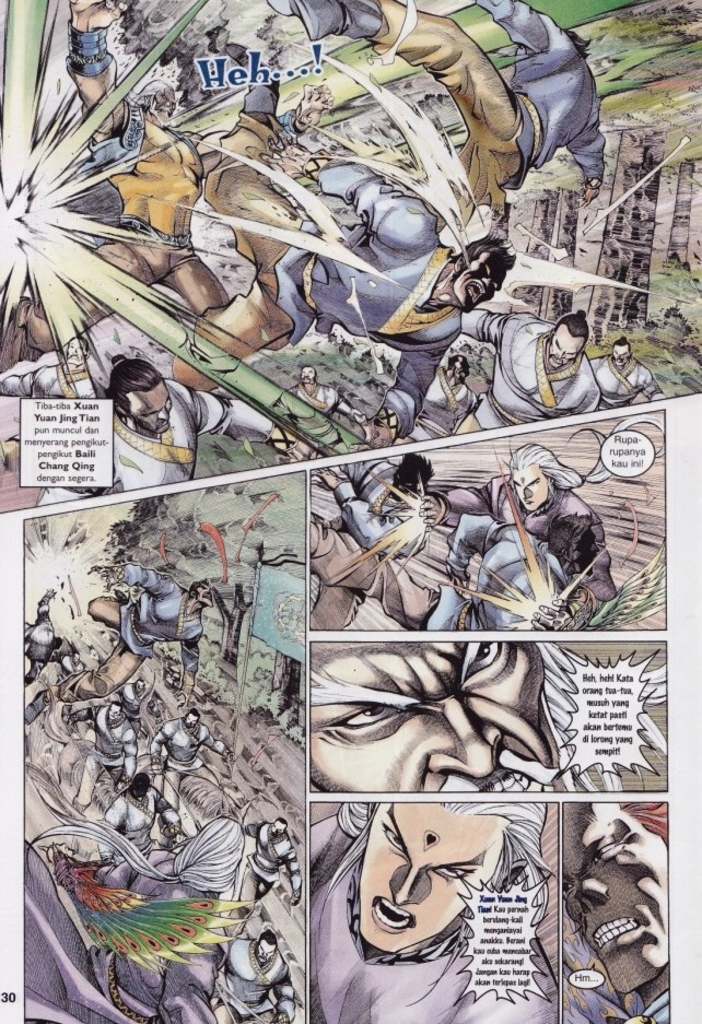 Heh...!
Tiba-tiba Xuan
Yuan Jing Tian
pun muncul dan
menyerang pengikut-
pengikut Baili
Chang Qing
dengan segera.
Rupa-
rupanya
kau ini!
Heh, heh! Kata
orang tua-tua,
musuh yang
ketat pasti
akan bertemu
di lorong yang
sempit!
Xuan Yuan Jing
Tian! Kau pernah
berulang-kali
menganiayai
anakku. Berani
kau cuba mencabar
aku sekarang!
Jangan kau harap
akan terlepas lagi!
Hm...
30